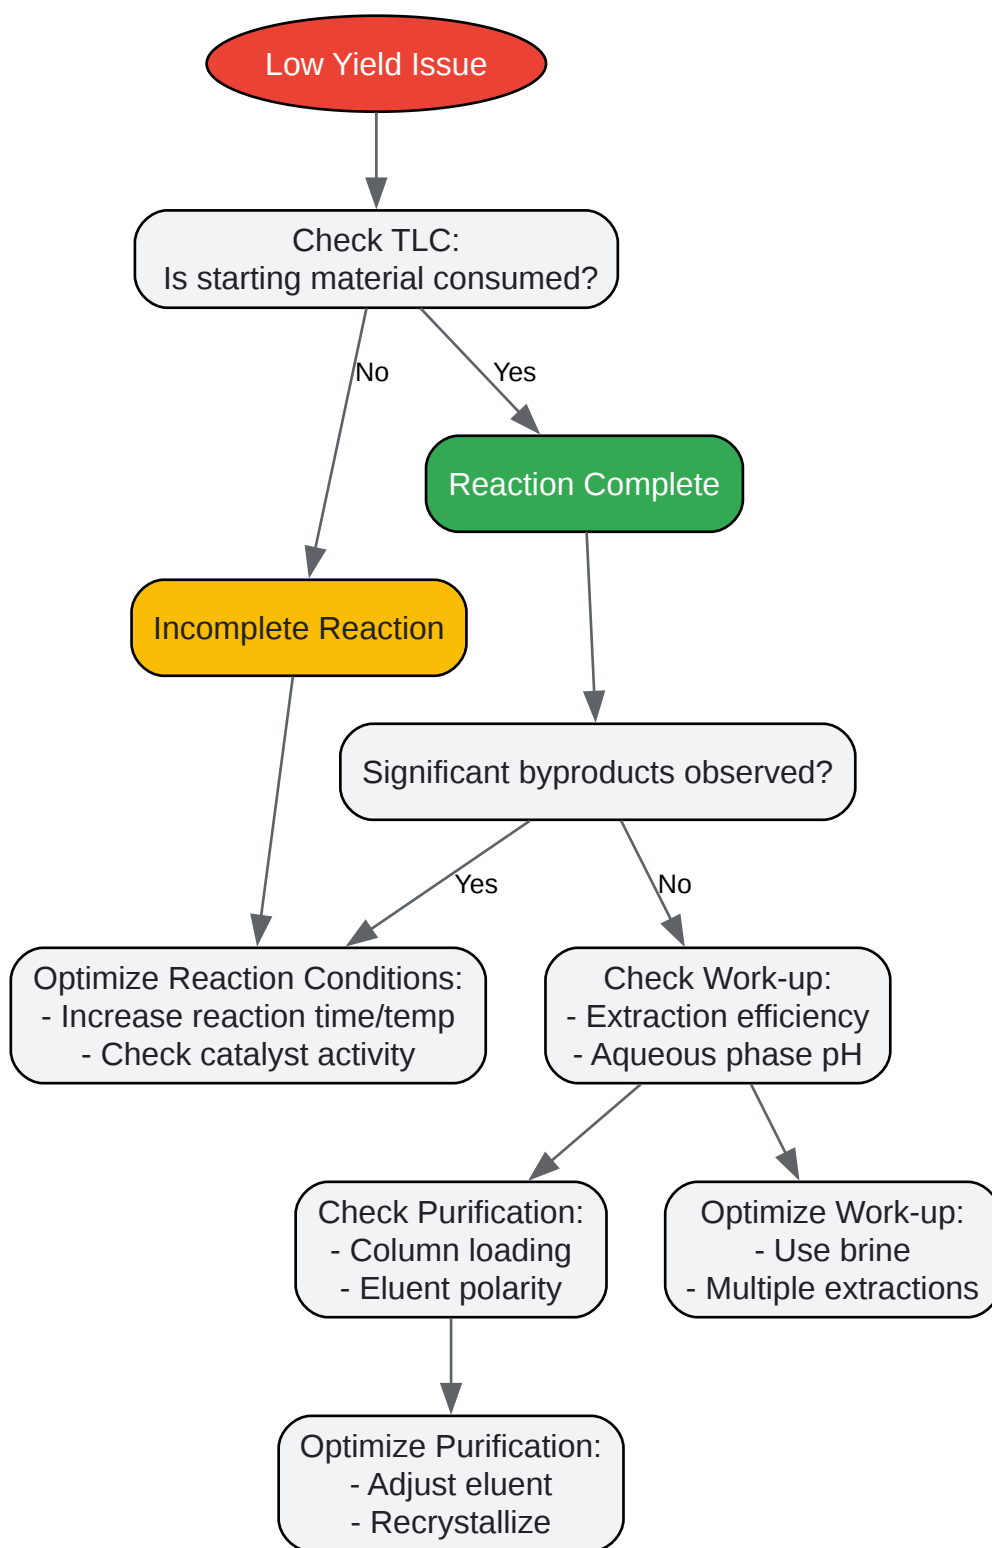 Low Yield Issue
Check TLC:
Is starting material consumed?
No
Yes
Reaction Complete
Incomplete Reaction
Significant byproducts observed?
Yes
No
Optimize Reaction Conditions:
- Increase reaction time/temp
- Check catalyst activity
Check Work-up:
- Extraction efficiency
- Aqueous phase pH
Check Purification:
- Column loading
- Eluent polarity
Optimize Work-up:
- Use brine
- Multiple extractions
Optimize Purification:
- Adjust eluent
- Recrystallize